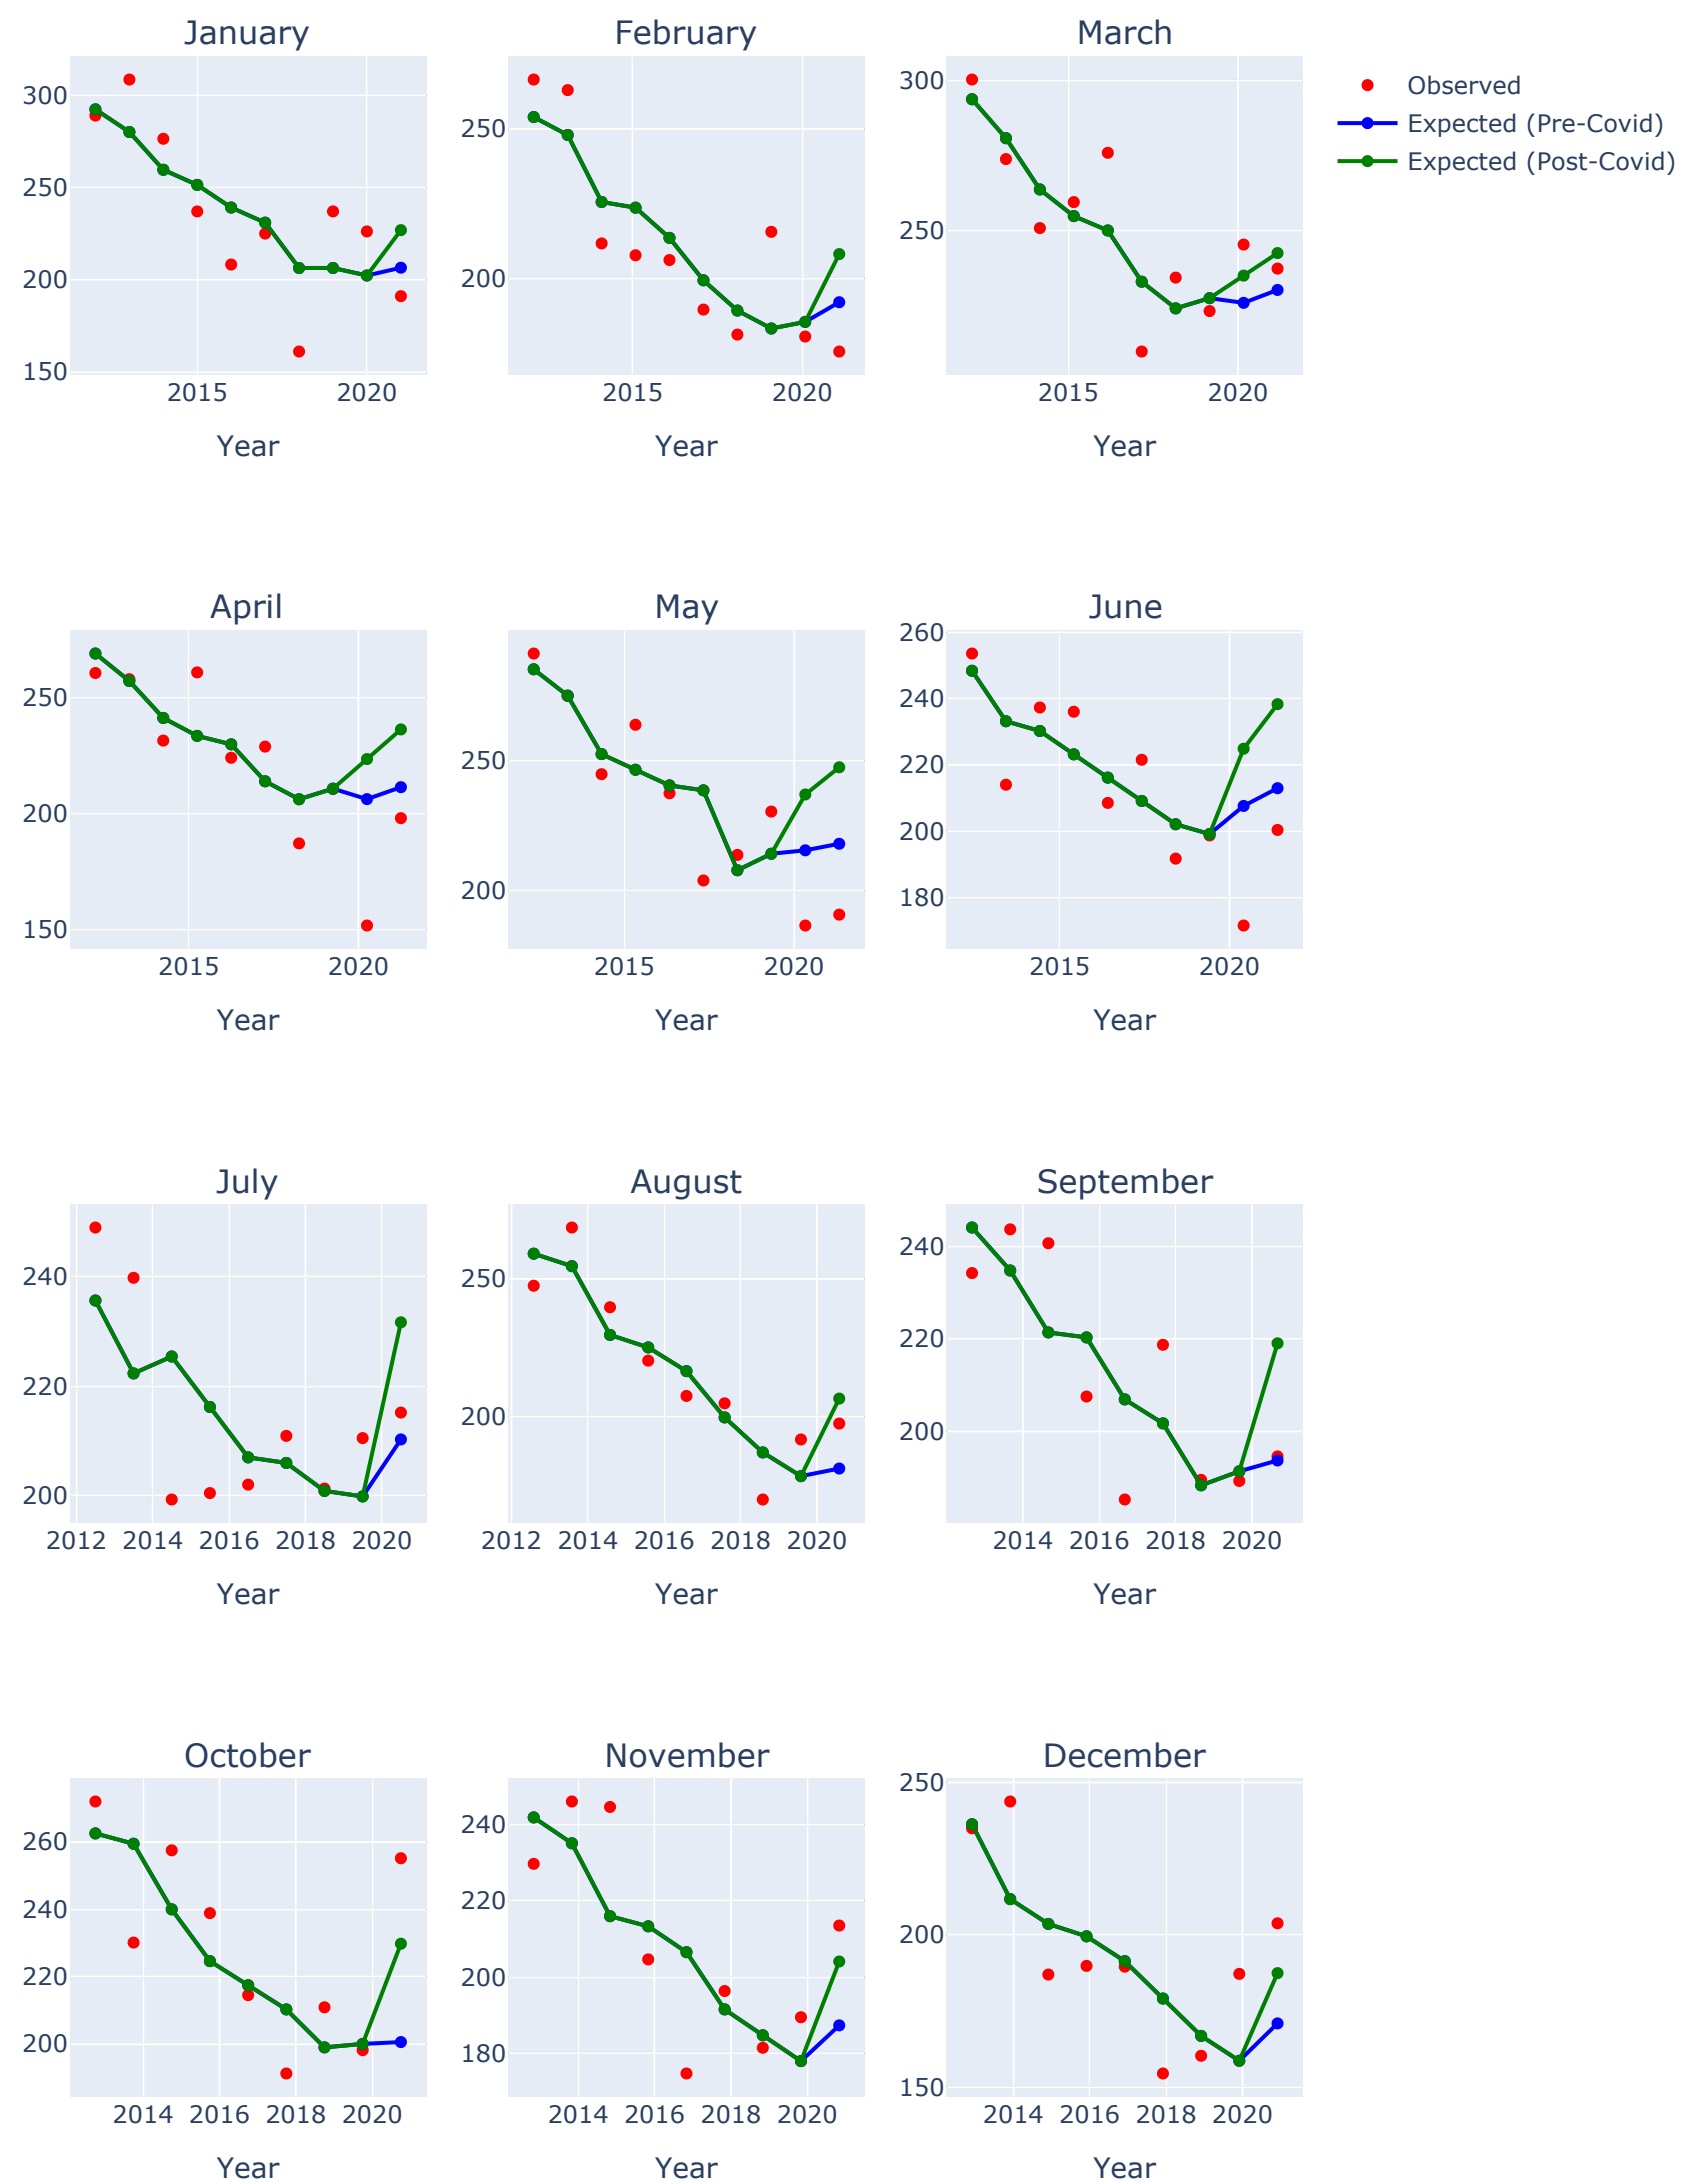 January
February
March
300
250
200
150
2015
2020
Year
250
200
2015
2020
Year
300
250
2015
2020
Year
Observed
Expected (Pre-Covid)
Expected (Post-Covid)
April
May
June
250
200
150
2015
2020
Year
250
200
2015
2020
Year
260
240
220
200
180
2015
2020
Year
July
August
September
240
220
200
2012
2014
2016
2018
2020
Year
250
200
2012
2014
2016
2018
2020
Year
240
220
200
2014
2016
2018
2020
Year
October
November
December
260
240
220
200
2014
2016
2018
2020
Year
240
220
200
180
2014
2016
2018
2020
Year
250
200
150
2014
2016
2018
2020
Year